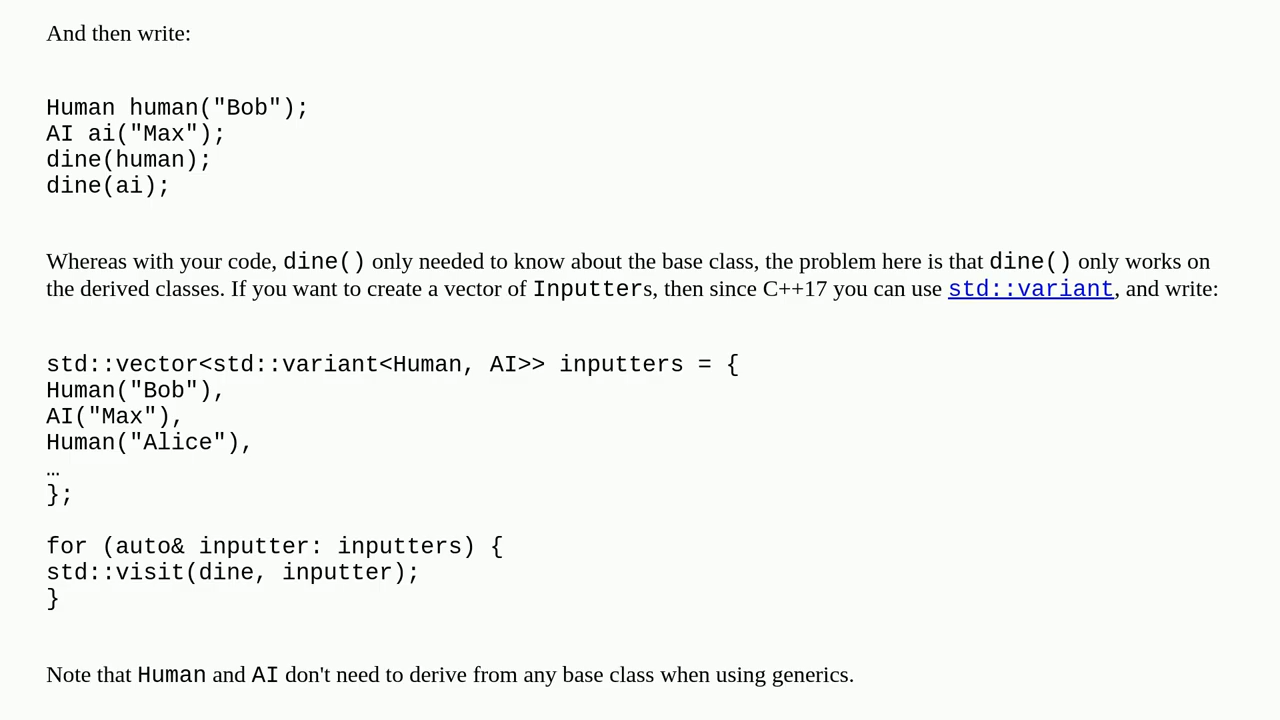 And then write:
Human human("Bob");
AI ai("Max");
dine(human);
dine(ai);
Whereas with your code, dine() only needed to know about the base class, the problem here is that dine() only works on
the derived classes. If you want to create a vector of Inputters, then since C++17 you can use std::variant, and write:
std::vector<std::variant<Human, AI>> inputters = {
Human("Bob"),
AI("Max"),
Human("Alice"),
…
};
for (auto& inputter: inputters) {
std::visit(dine, inputter);
}
Note that Human and AI don't need to derive from any base class when using generics.